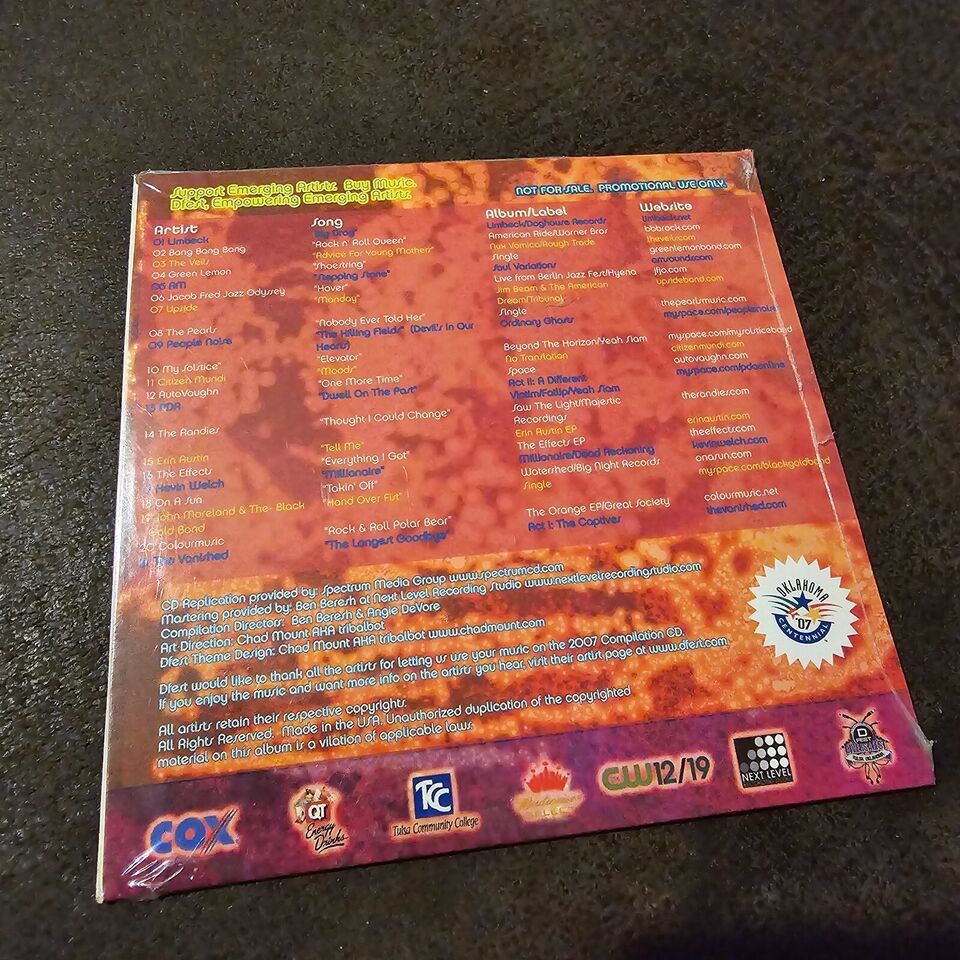 Support Emerging Artists. Buy Music.
Dfest, Empowering Emerging Artists.
NOT FOR SALE. PROMOTIONAL USE ONLY.
Artist Song Album/Label Website
01 Limbeck "Big Drag" Limbeck/Doghouse Records limbeck.net
02 Bang Bang Bang "Rock n' Roll Queen" American Ride/Warner Bros bbbrock.com
03 The Veils "Advice For Young Mothers" Nux Vomica/Rough Trade theveils.com
04 Green Lemon "Shoestring" Single greenlemonband.com
05 AM "Stepping Stone" Soul Variations amsounds.com
06 Jacob Fred Jazz Odyssey "Hover" Live from Berlin Jazz Fest/Hyena jfjo.com
07 Upside "Monday" Jim Beam & The American upsideband.com
Dream/Tribunal
08 The Pearls "Nobody Ever Told Her" Single thepearlsmusic.com
09 People Noise "The Killing Fields" (Devil's In Our Ordinary Ghosts myspace.com/peoplenoise
Hearts)
10 My Solstice "Elevator" Beyond The Horizon/Yeah Slam myspace.com/mysolsticeband
11 Citizen Mundi "Moods" No Translation citizenmundi.com
12 AutoVaughn "One More Time" Space autovaughn.com
13 PDA "Dwell On The Past" Act II: A Different myspace.com/pdaonline
Victim/Failip/Yeah Slam
14 The Randies "Thought I Could Change" Saw The Light/Majestic therandies.com
Recordings
15 Erin Austin "Tell Me" Erin Austin EP erinaustin.com
16 The Effects "Everything I Got" The Effects EP theeffects.com
17 Kevin Welch "Millionaire" Millionaire/Dead Reckoning kevinwelch.com
18 On A Sun "Takin' Off" Watershed/Big Night Records onasun.com
19 John Moreland & The Black "Hand Over Fist" Single myspace.com/blackgoldband
Gold Band
20 Colourmusic "Rock & Roll Polar Bear" The Orange EP/Great Society colourmusic.net
21 The Vanished "The Longest Goodbye" Act I: The Captives thevanished.com
CD Replication provided by: Spectrum Media Group www.spectrumcd.com
Mastering provided by: Ben Beresh at Next Level Recording Studio www.nextlevelrecordingstudio.com
Compilation Directors: Ben Beresh & Angie DeVore
Art Direction: Chad Mount AKA tribalbot www.chadmount.com
Dfest Theme Design: Chad Mount AKA tribalbot
Dfest would like to thank all the artists for letting us use your music on the 2007 Compilation CD.
If you enjoy the music and want more info on the artists you hear, visit their artist page at www.dfest.com.
All artists retain their respective copyrights.
All Rights Reserved. Made in the USA. Unauthorized duplication of the copyrighted
material on this album is a vilation of applicable laws.
OKLAHOMA
'07
CENTENNIAL
COX
QT
Energy Drinks
TCC
Tulsa Community College
CW12/19
NEXT LEVEL